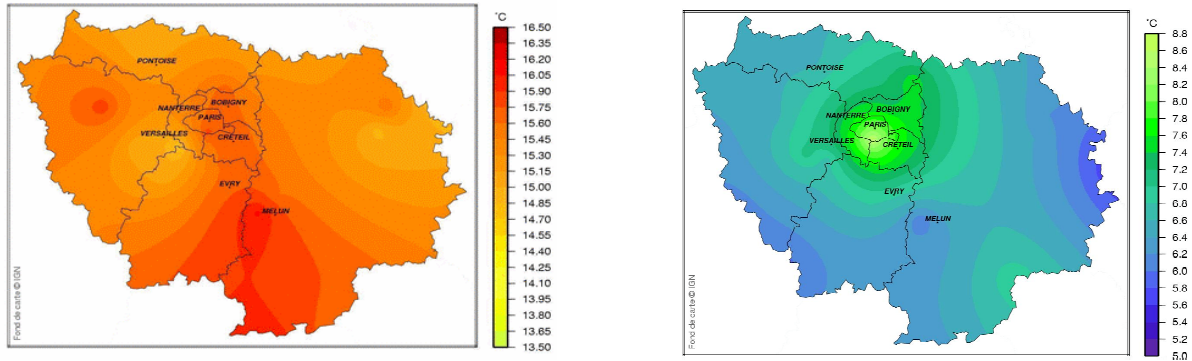 °C
16.50
16.35
16.20
16.05
15.90
15.75
15.60
15.45
15.30
15.15
15.00
14.85
14.70
14.55
14.40
14.25
14.10
13.95
13.80
13.65
13.50
PONTOISE
NANTERRE
BOBIGNY
PARIS
VERSAILLES
CRETEIL
EVRY
MELUN
Fond de carte © IGN
°C
8.8
8.6
8.4
8.2
8.0
7.8
7.6
7.4
7.2
7.0
6.8
6.6
6.4
6.2
6.0
5.8
5.6
5.4
5.2
5.0
PONTOISE
NANTERRE
BOBIGNY
PARIS
VERSAILLES
CRETEIL
EVRY
MELUN
Fond de carte © IGN